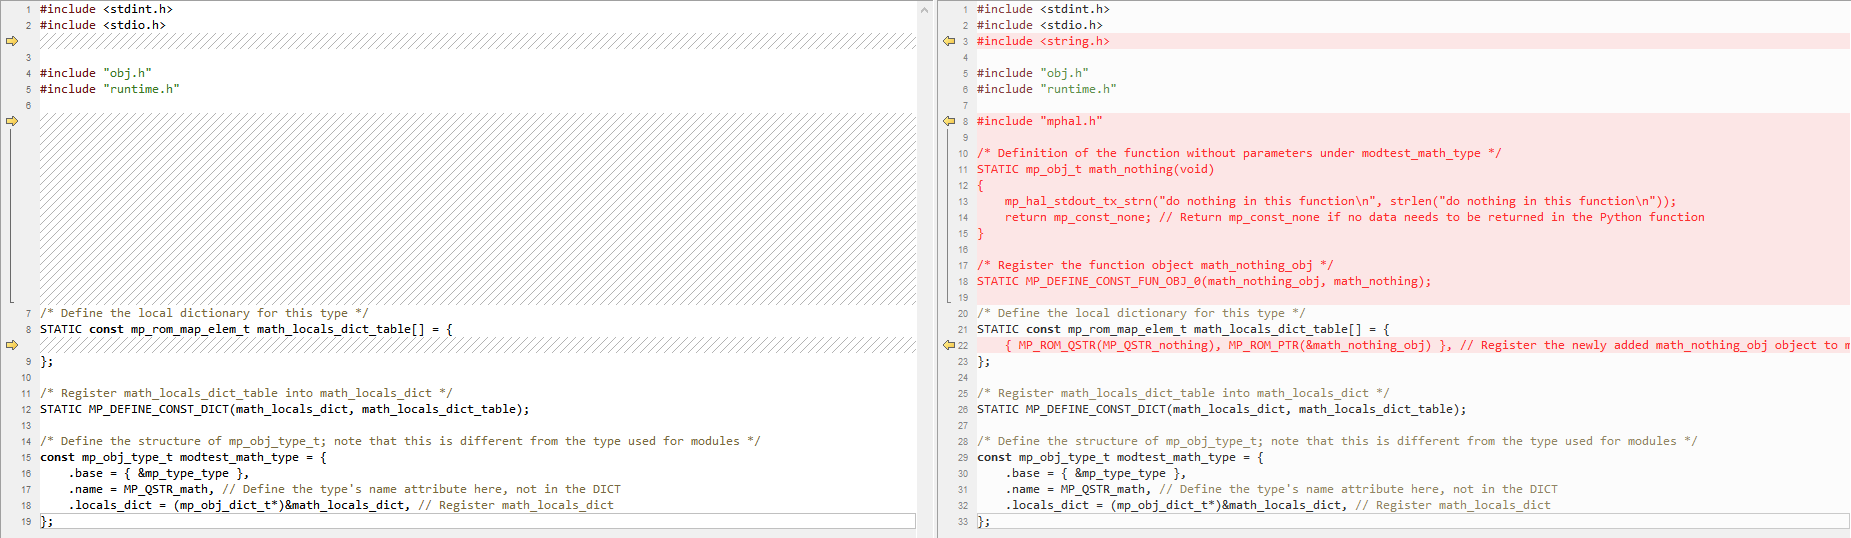 1 #include <stdint.h>
2 #include <stdio.h>
3
4 #include "obj.h"
5 #include "runtime.h"
6
7 /* Define the local dictionary for this type */
8 STATIC const mp_rom_map_elem_t math_locals_dict_table[] = {
9 };
10
11 /* Register math_locals_dict_table into math_locals_dict */
12 STATIC MP_DEFINE_CONST_DICT(math_locals_dict, math_locals_dict_table);
13
14 /* Define the structure of mp_obj_type_t; note that this is different from the type used for modules */
15 const mp_obj_type_t modtest_math_type = {
16     .base = { &mp_type_type },
17     .name = MP_QSTR_math, // Define the type's name attribute here, not in the DICT
18     .locals_dict = (mp_obj_dict_t*)&math_locals_dict, // Register math_locals_dict
19 };
1 #include <stdint.h>
2 #include <stdio.h>
3 #include <string.h>
4
5 #include "obj.h"
6 #include "runtime.h"
7
8 #include "mphal.h"
9
10 /* Definition of the function without parameters under modtest_math_type */
11 STATIC mp_obj_t math_nothing(void)
12 {
13     mp_hal_stdout_tx_strn("do nothing in this function\n", strlen("do nothing in this function\n"));
14     return mp_const_none; // Return mp_const_none if no data needs to be returned in the Python function
15 }
16
17 /* Register the function object math_nothing_obj */
18 STATIC MP_DEFINE_CONST_FUN_OBJ_0(math_nothing_obj, math_nothing);
19
20 /* Define the local dictionary for this type */
21 STATIC const mp_rom_map_elem_t math_locals_dict_table[] = {
22     { MP_ROM_QSTR(MP_QSTR_nothing), MP_ROM_PTR(&math_nothing_obj) }, // Register the newly added math_nothing_obj object to
23 };
24
25 /* Register math_locals_dict_table into math_locals_dict */
26 STATIC MP_DEFINE_CONST_DICT(math_locals_dict, math_locals_dict_table);
27
28 /* Define the structure of mp_obj_type_t; note that this is different from the type used for modules */
29 const mp_obj_type_t modtest_math_type = {
30     .base = { &mp_type_type },
31     .name = MP_QSTR_math, // Define the type's name attribute here, not in the DICT
32     .locals_dict = (mp_obj_dict_t*)&math_locals_dict, // Register math_locals_dict
33 };